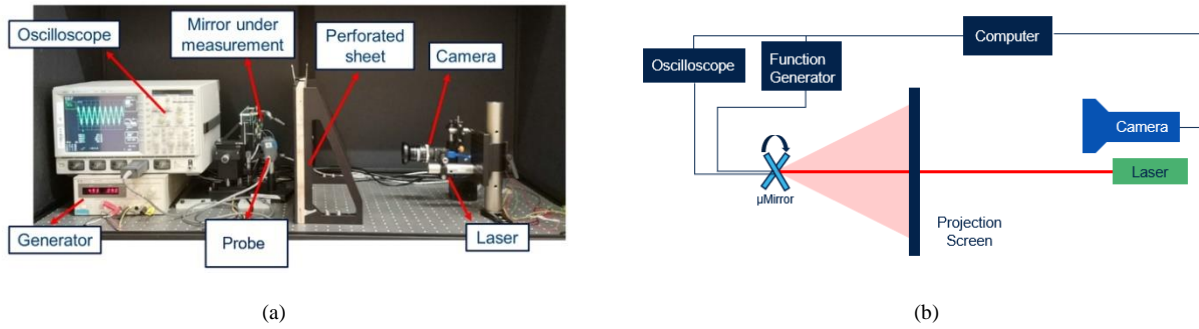 Oscilloscope
Mirror under
measurement
Perforated
sheet
Camera
Generator
Probe
Laser
(a)
Computer
Oscilloscope
Function
Generator
Camera
Laser
µMirror
Projection
Screen
(b)